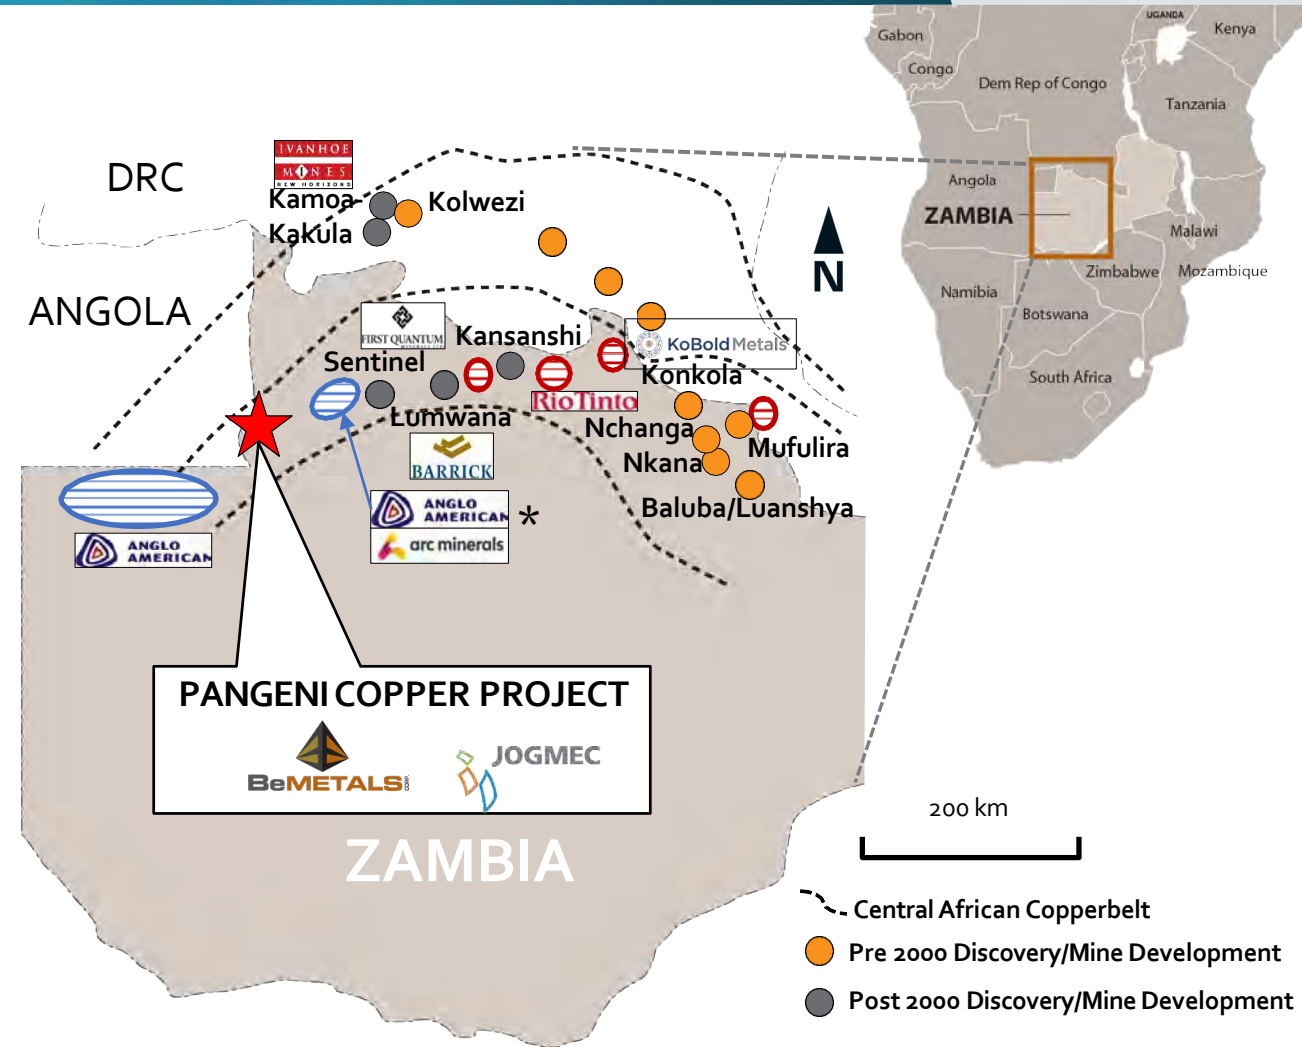 UGANDA
Gabon
Kenya
Congo
Dem Rep of Congo
Tanzania
Angola
ZAMBIA
Malawi
Zimbabwe
Mozambique
Namibia
Botswana
South Africa
DRC
IVANHOE
MINES
NEW HORIZONS
Kamoa-
Kakula
Kolwezi
N
ANGOLA
FIRST QUANTUM
Kansanshi
KoBold Metals
Sentinel
Konkola
RioTinto
Lumwana
Nchanga
Mufulira
BARRICK
Nkana
Baluba/Luanshya
ANGLO
AMERICAN
*
arc minerals
ANGLO
AMERICAN
PANGENI COPPER PROJECT
BeMETALS CORP.
JOGMEC
ZAMBIA
200 km
Central African Copperbelt
Pre 2000 Discovery/Mine Development
Post 2000 Discovery/Mine Development